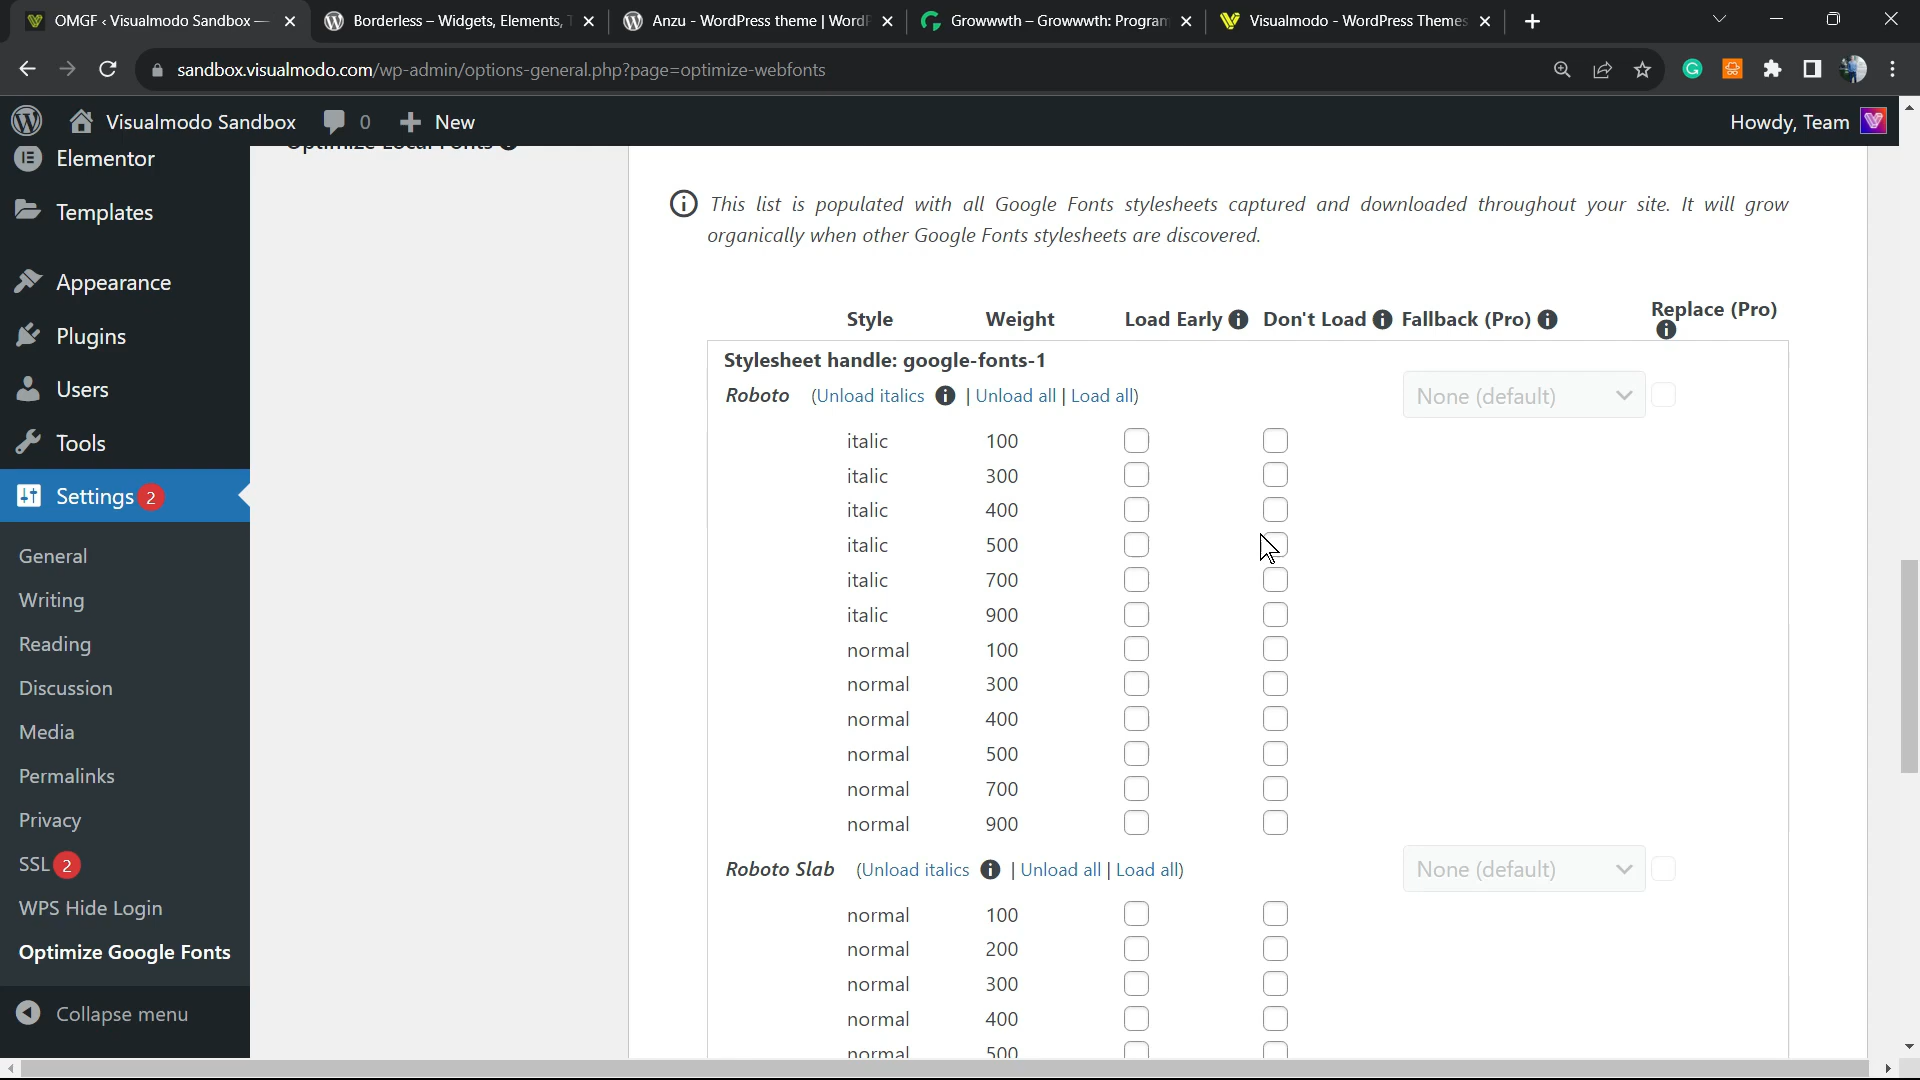 OMGF ‹ Visualmodo Sandbox —
Borderless – Widgets, Elements,
Anzu - WordPress theme | Word
Growwwth – Growwwth: Program
Visualmodo - WordPress Themes
sandbox.visualmodo.com/wp-admin/options-general.php?page=optimize-webfonts
Visualmodo Sandbox 0 New
Howdy, Team
Elementor
Templates
Appearance
Plugins
Users
Tools
Settings 2
General
Writing
Reading
Discussion
Media
Permalinks
Privacy
SSL 2
WPS Hide Login
Optimize Google Fonts
Collapse menu
Optimize Local Fonts
This list is populated with all Google Fonts stylesheets captured and downloaded throughout your site. It will grow
organically when other Google Fonts stylesheets are discovered.
Style Weight Load Early Don't Load Fallback (Pro) Replace (Pro)
Stylesheet handle: google-fonts-1
Roboto (Unload italics | Unload all | Load all) None (default)
italic 100
italic 300
italic 400
italic 500
italic 700
italic 900
normal 100
normal 300
normal 400
normal 500
normal 700
normal 900
Roboto Slab (Unload italics | Unload all | Load all) None (default)
normal 100
normal 200
normal 300
normal 400
normal 500